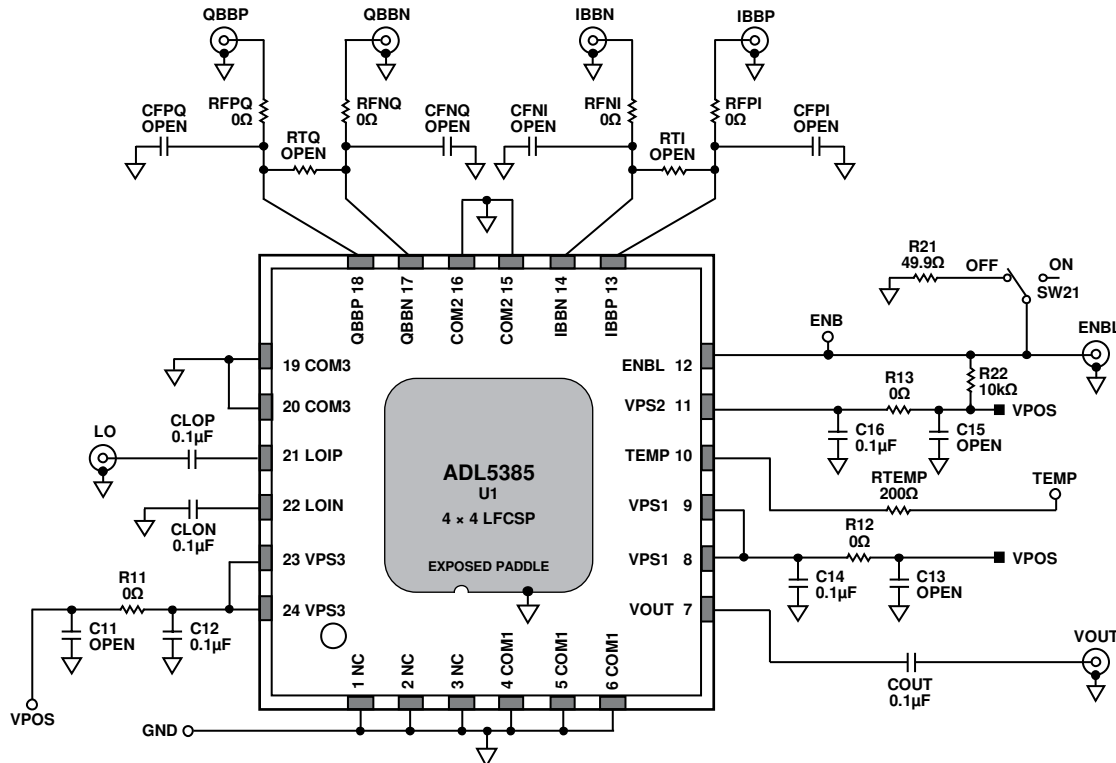 QBBP
QBBN
IBBN
IBBP
RFPQ
0Ω
RFNQ
0Ω
RFNI
0Ω
RFPI
0Ω
CFPQ
OPEN
RTQ
OPEN
CFNQ
OPEN
CFNI
OPEN
RTI
OPEN
CFPI
OPEN
QBBP 18
QBBN 17
COM2 16
COM2 15
IBBN 14
IBBP 13
R21
49.9Ω
OFF
ON
SW21
ENB
ENBL
19 COM3
20 COM3
21 LOIP
22 LOIN
23 VPS3
24 VPS3
ENBL 12
VPS2 11
TEMP 10
VPS1 9
VPS1 8
VOUT 7
R22
10kΩ
R13
0Ω
VPOS
C16
0.1µF
C15
OPEN
LO
CLOP
0.1µF
CLON
0.1µF
ADL5385
U1
4 × 4 LFCSP
EXPOSED PADDLE
RTEMP
200Ω
TEMP
R12
0Ω
VPOS
C14
0.1µF
C13
OPEN
R11
0Ω
C11
OPEN
C12
0.1µF
VPOS
VOUT
COUT
0.1µF
1 NC
2 NC
3 NC
4 COM1
5 COM1
6 COM1
GND